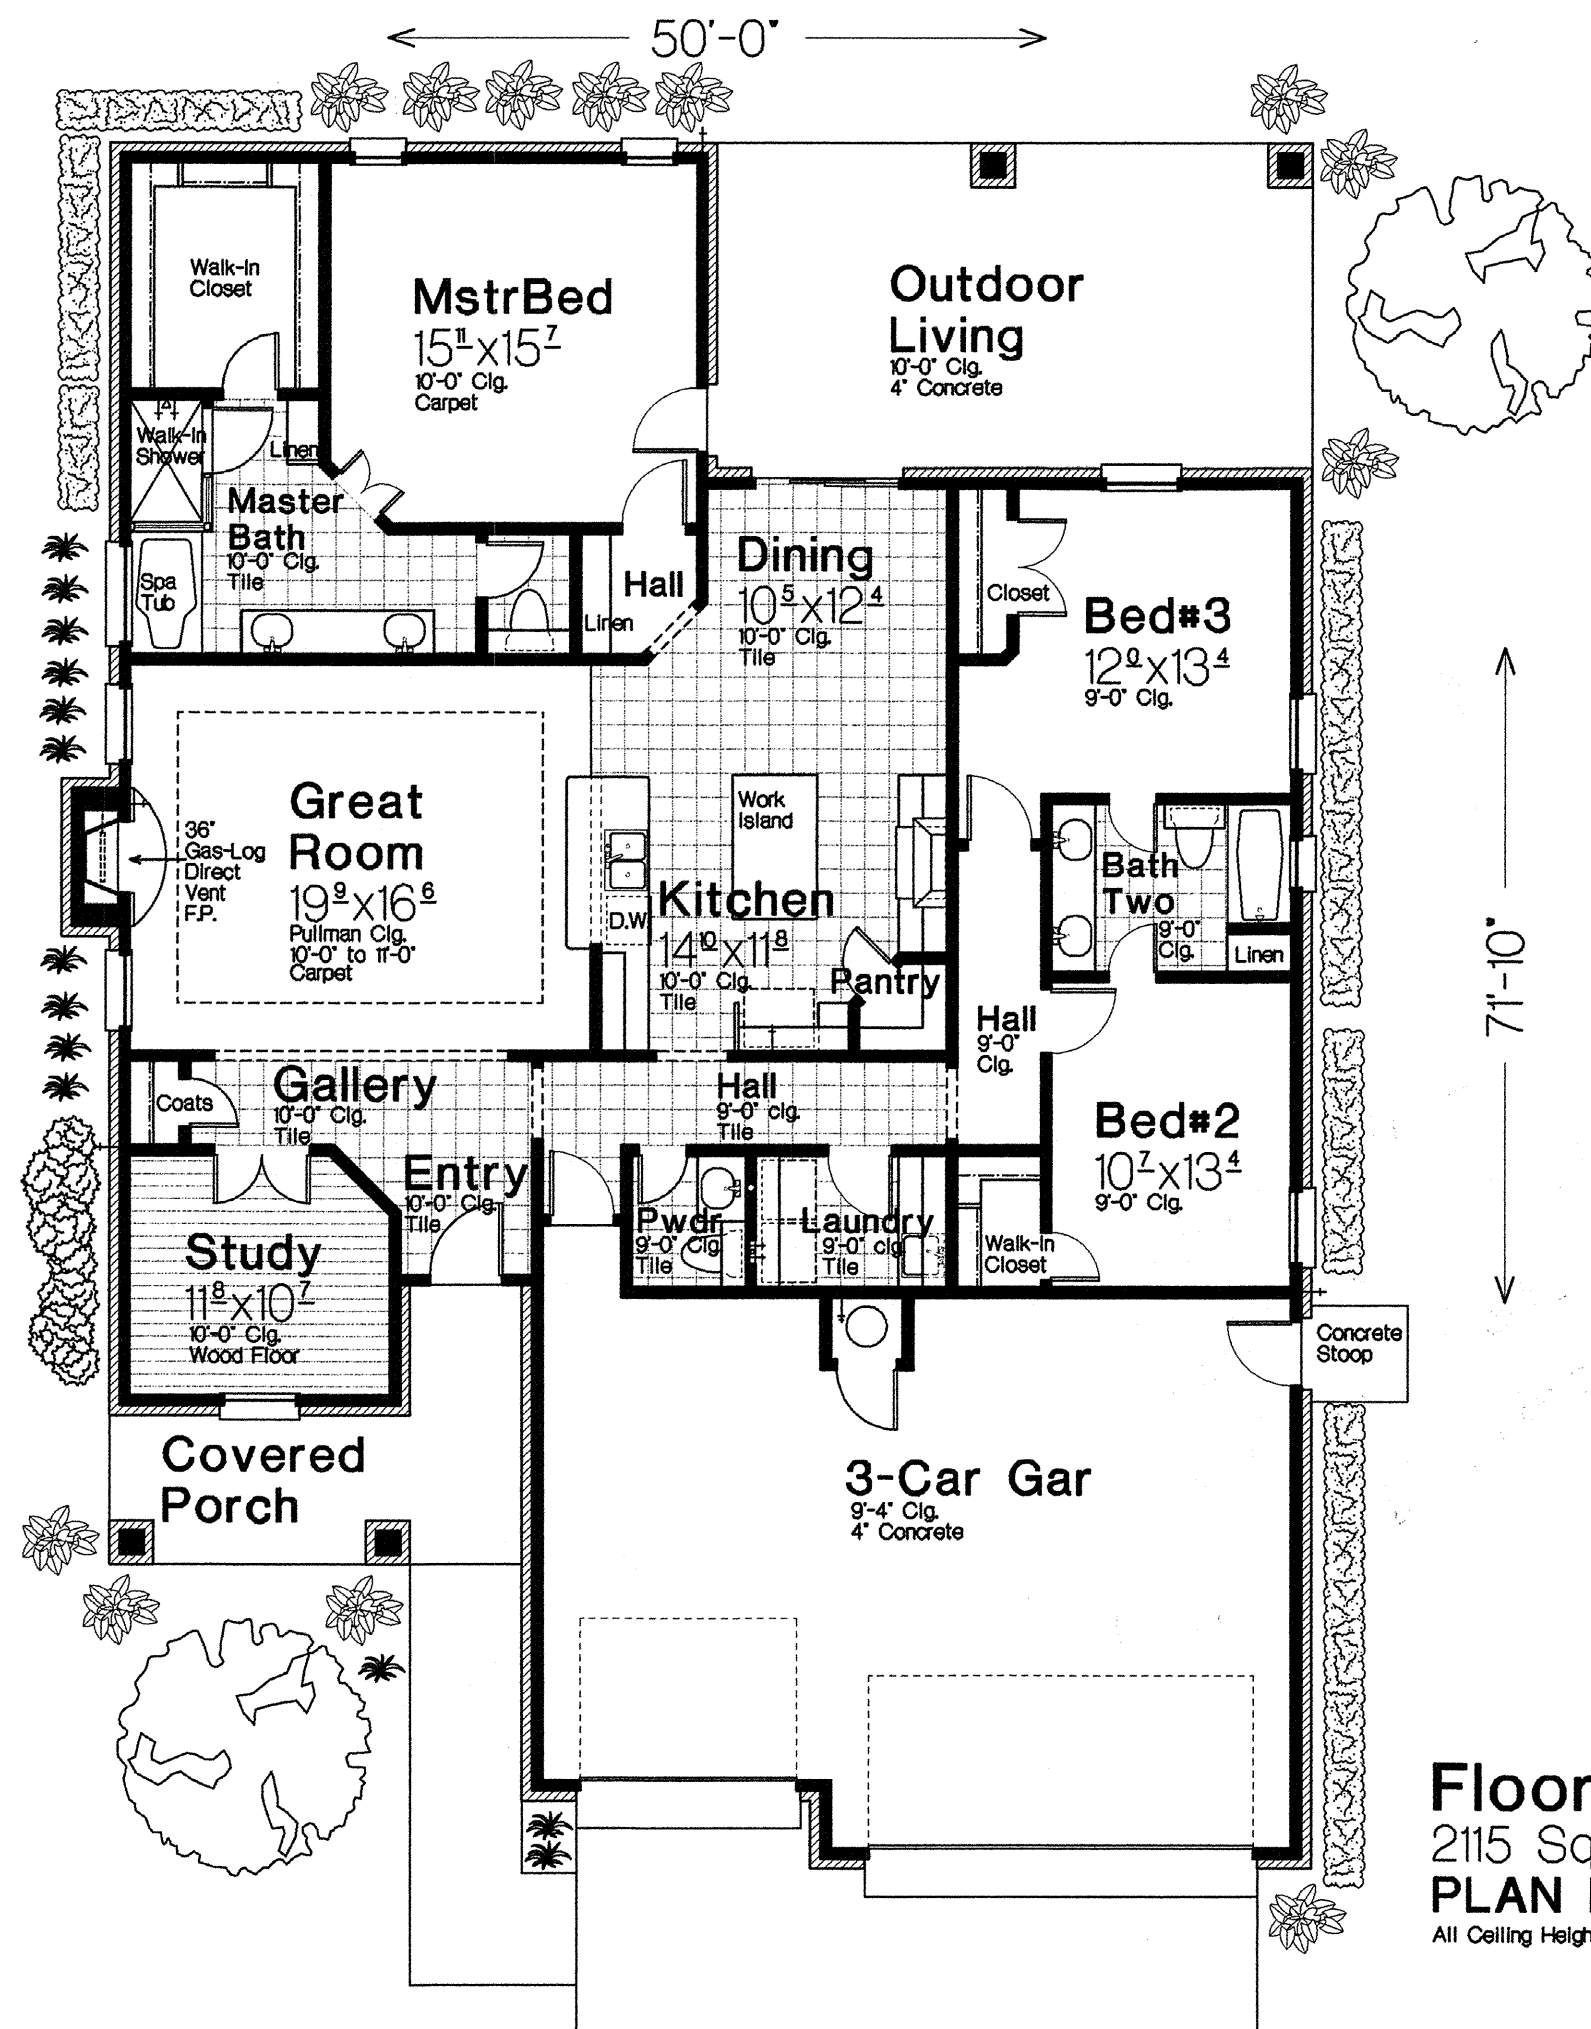 50'-0"
Walk-In
Closet
MstrBed
15¹¹x15⁷
10'-0" Clg.
Carpet
Outdoor
Living
10'-0" Clg.
4" Concrete
Walk-In
Shower
Linen
Master
Bath
10'-0" Clg.
Tile
Spa
Tub
Hall
Linen
Dining
10⁵x12⁴
10'-0" Clg.
Tile
Closet
Bed#3
12⁰x13⁴
9'-0" Clg.
36"
Gas-Log
Direct
Vent
F.P.
Great
Room
19⁹x16⁶
Pullman Clg.
10'-0" to 11'-0"
Carpet
Work
Island
D.W.
Kitchen
14¹⁰x11⁸
10'-0" Clg.
Tile
Pantry
Bath
Two
9'-0"
Clg.
Linen
71'-10"
Hall
9'-0"
Clg.
Coats
Gallery
10'-0" Clg.
Tile
Hall
9'-0" clg.
Tile
Bed#2
10⁷x13⁴
9'-0" Clg.
Entry
10'-0" Clg.
Tile
Pwdr
9'-0" Clg.
Tile
Laundry
9'-0" clg.
Tile
Walk-In
Closet
Study
11⁸x10⁷
10'-0" Clg.
Wood Floor
Concrete
Stoop
Covered
Porch
3-Car Gar
9'-4" Clg.
4" Concrete
Floor
2115 Sq
PLAN
All Ceiling Heigh